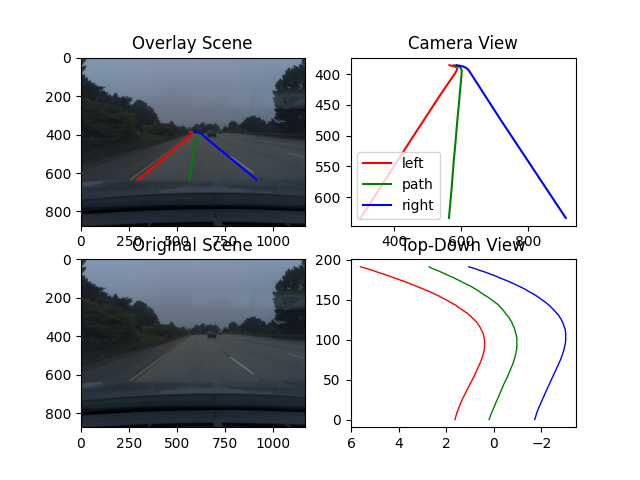 Overlay Scene
0
200
400
600
800
0 250 500 750 1000
Camera View
400
450
500
550
600
left
path
right
400 600 800
Original Scene
0
200
400
600
800
0 250 500 750 1000
Top-Down View
200
150
100
50
0
6 4 2 0 −2